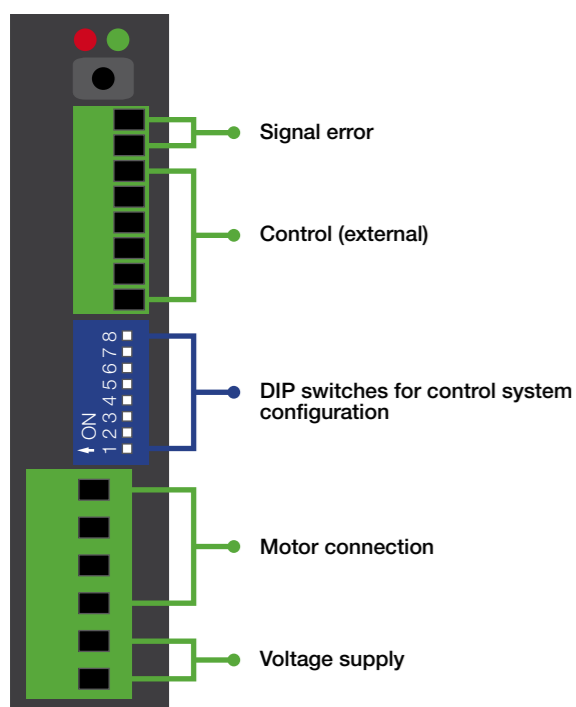 Signal error
Control (external)
1 2 3 4 5 6 7 8
ON
DIP switches for control system
configuration
Motor connection
Voltage supply